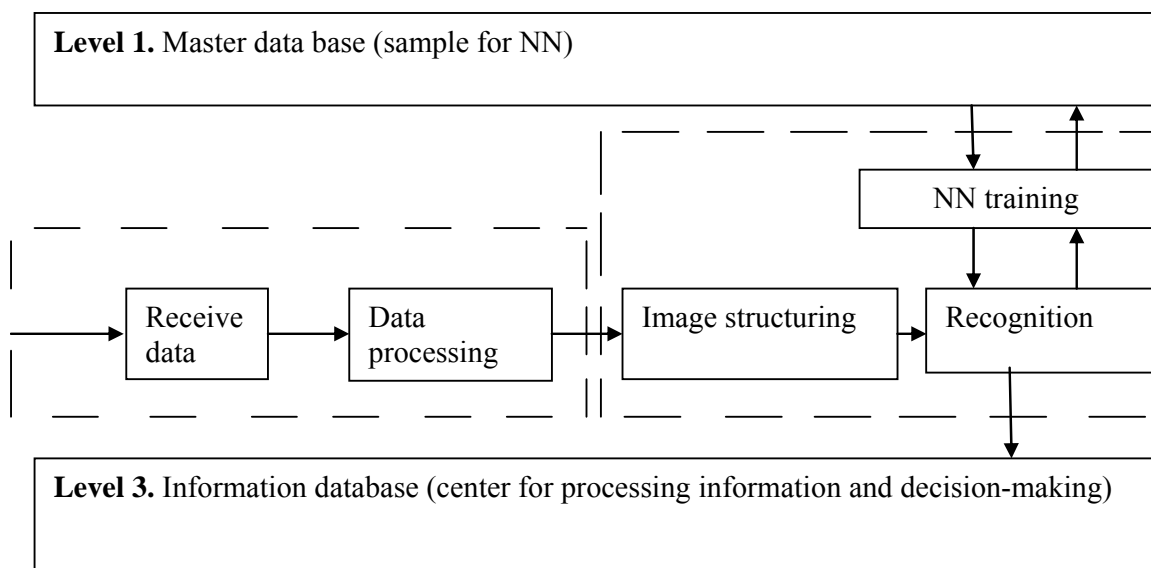 Level 1. Master data base (sample for NN)
NN training
Receive
data
Data
processing
Image structuring
Recognition
Level 3. Information database (center for processing information and decision-making)